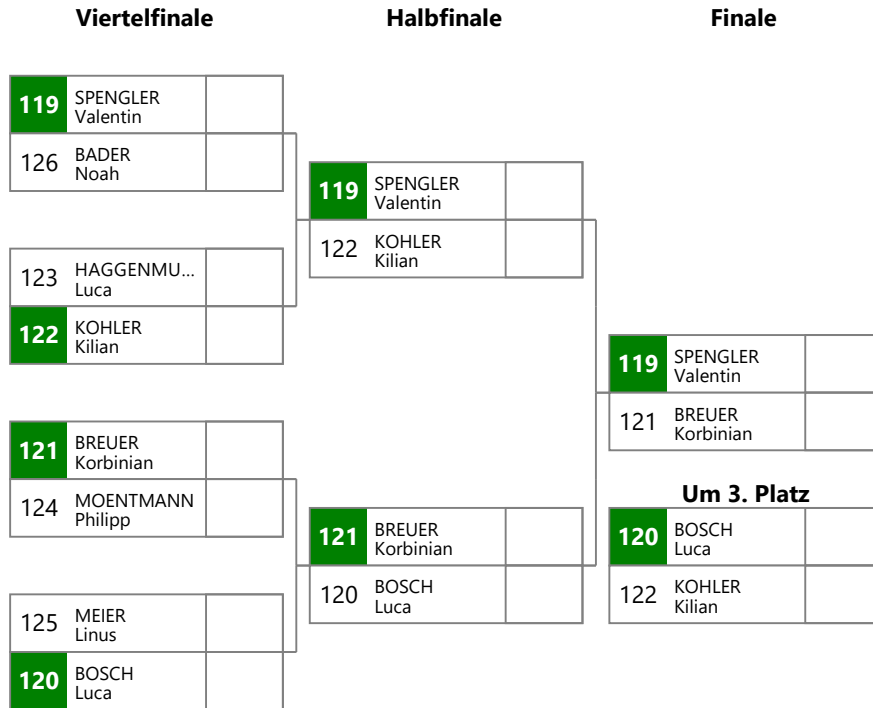 Viertelfinale
Halbfinale
Finale
119 SPENGLER
Valentin
126 BADER
Noah
123 HAGGENMU...
Luca
122 KOHLER
Kilian
121 BREUER
Korbinian
124 MOENTMANN
Philipp
125 MEIER
Linus
120 BOSCH
Luca
119 SPENGLER
Valentin
122 KOHLER
Kilian
121 BREUER
Korbinian
120 BOSCH
Luca
119 SPENGLER
Valentin
121 BREUER
Korbinian
Um 3. Platz
120 BOSCH
Luca
122 KOHLER
Kilian